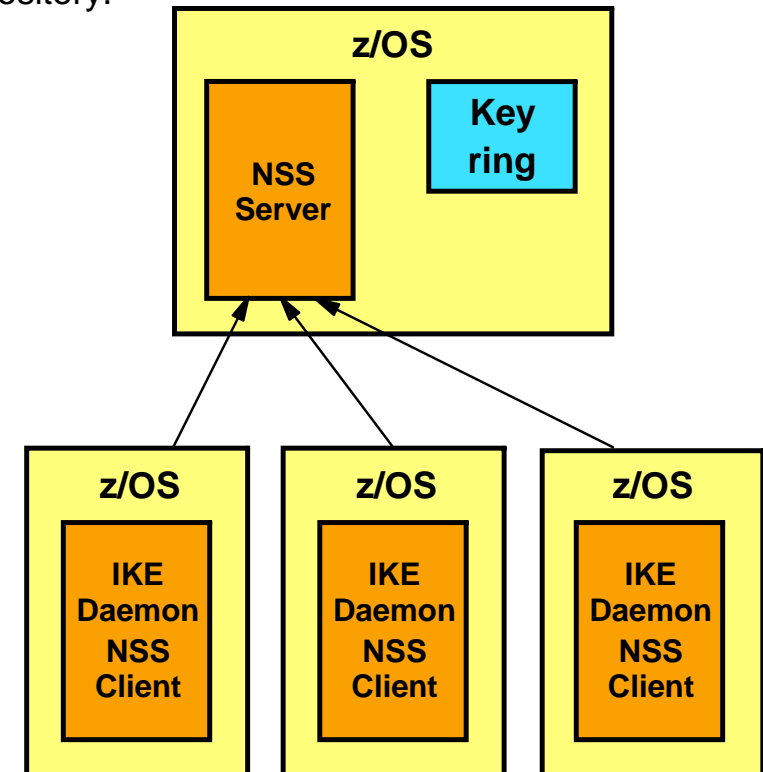 z/OS
NSS
Server
Key
ring
z/OS
IKE
Daemon
NSS
Client
z/OS
IKE
Daemon
NSS
Client
z/OS
IKE
Daemon
NSS
Client